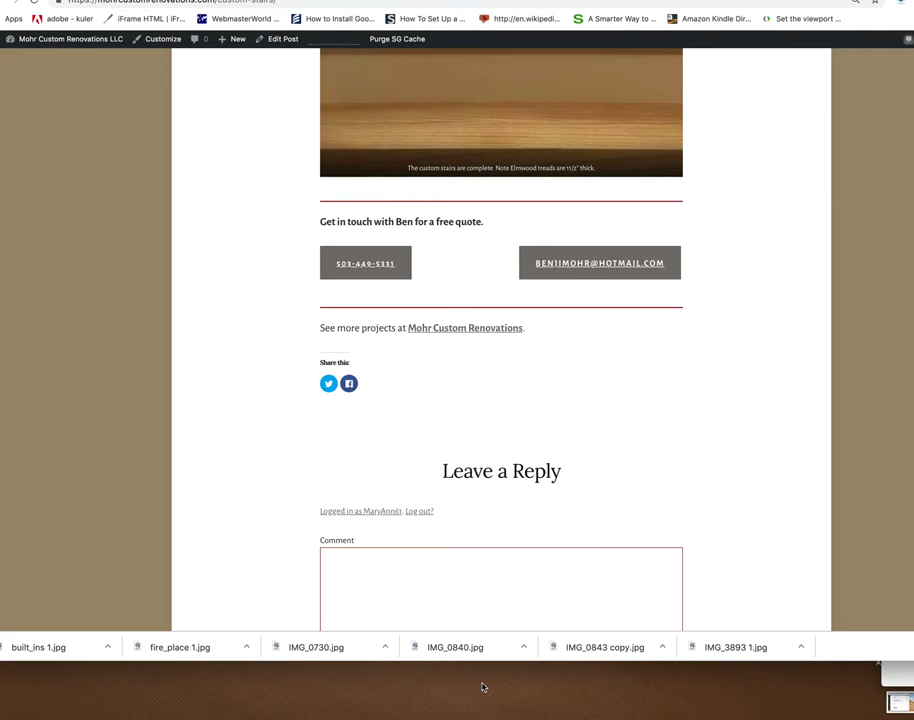 https://mohrcustomrenovations.com/custom-stairs/
Apps adobe - kuler iFrame HTML | iFr... WebmasterWorld ... How to Install Goo... How To Set Up a ... http://en.wikipedi... A Smarter Way to ... Amazon Kindle Dir... Set the viewport ...
Mohr Custom Renovations LLC Customize 0 New Edit Post Purge SG Cache
The custom stairs are complete. Note Elmwood treads are 11/2" thick.
Get in touch with Ben for a free quote.
503-449-5331 BENJIMOHR@HOTMAIL.COM
See more projects at Mohr Custom Renovations.
Share this:
Leave a Reply
Logged in as MaryAnn61. Log out?
Comment
built_ins 1.jpg fire_place 1.jpg IMG_0730.jpg IMG_0840.jpg IMG_0843 copy.jpg IMG_3893 1.jpg